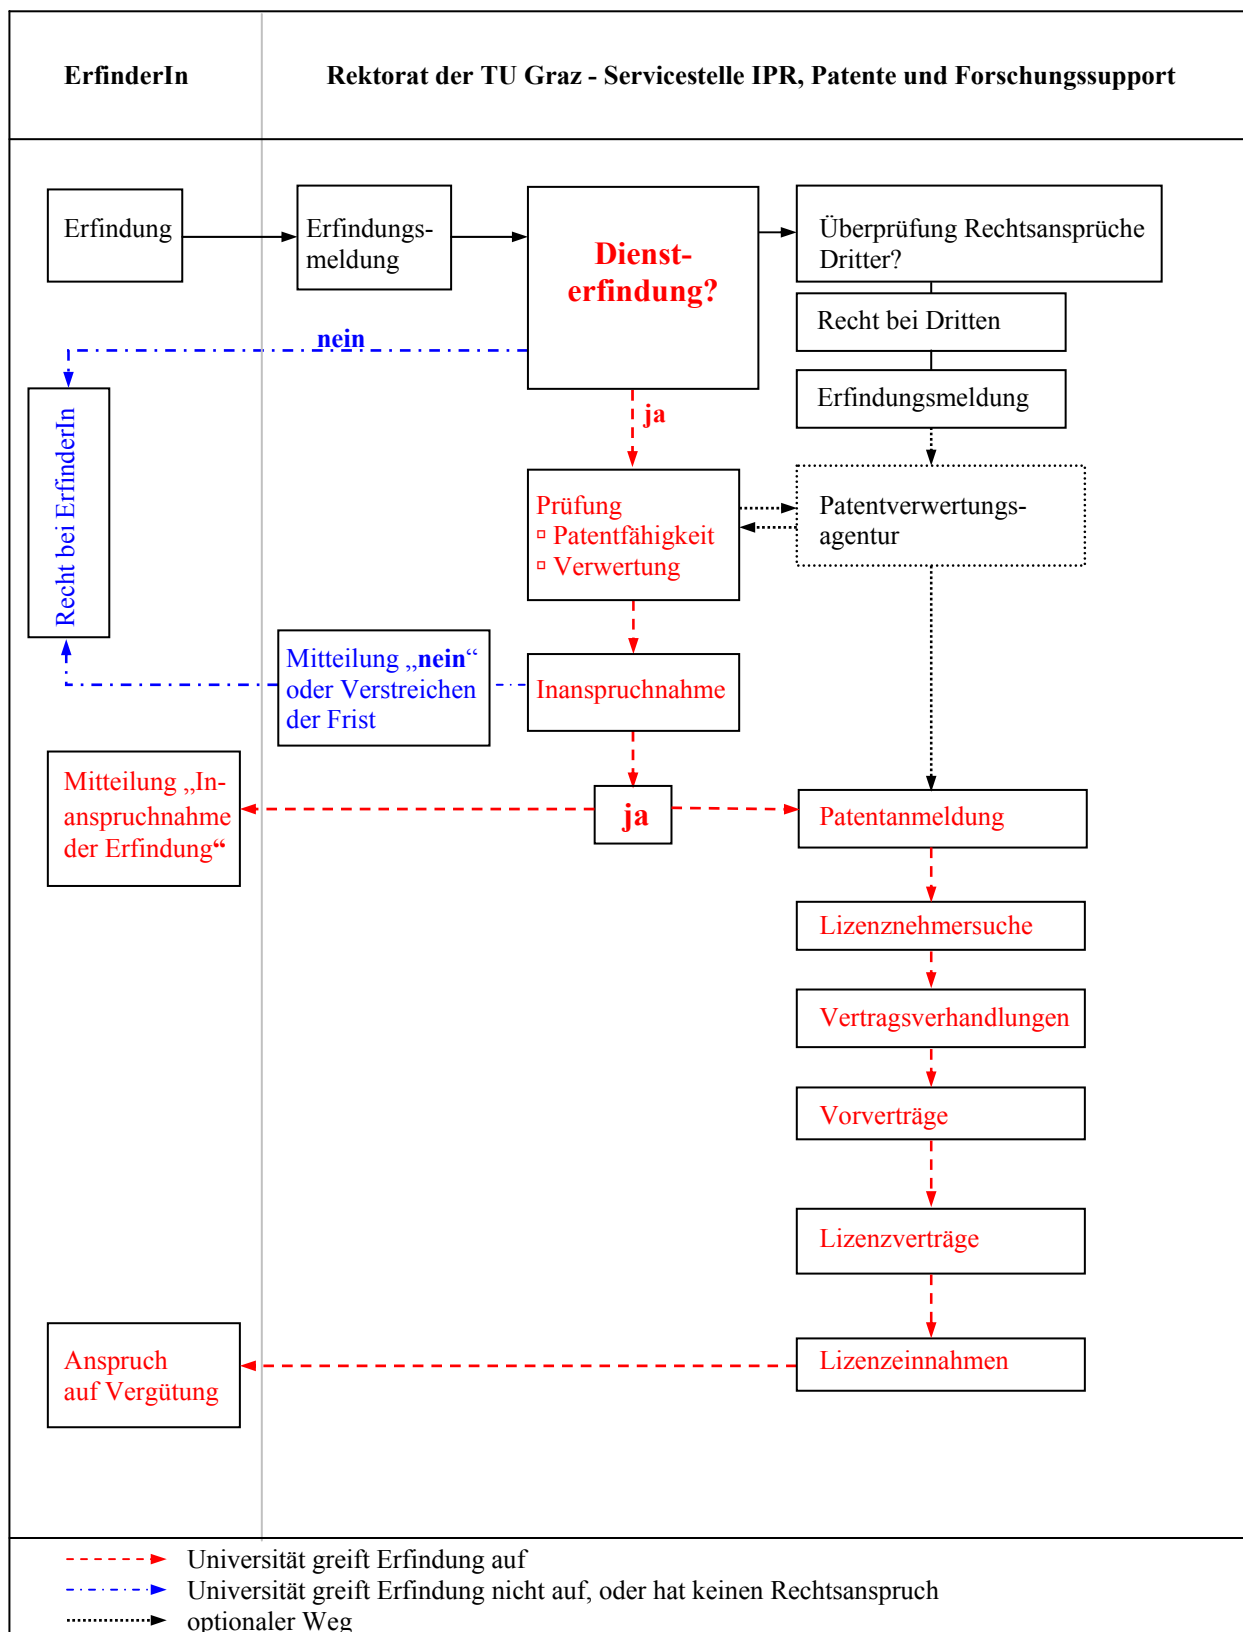 ErfinderIn
Rektorat der TU Graz - Servicestelle IPR, Patente und Forschungssupport
Erfindung
Erfindungs-
meldung
Dienst-
erfindung?
Überprüfung Rechtsansprüche
Dritter?
Recht bei Dritten
nein
Erfindungsmeldung
ja
Recht bei ErfinderIn
Prüfung
▫ Patentfähigkeit
▫ Verwertung
Patentverwertungs-
agentur
Mitteilung „nein“
oder Verstreichen
der Frist
Inanspruchnahme
Mitteilung „In-
anspruchnahme
der Erfindung“
ja
Patentanmeldung
Lizenznehmersuche
Vertragsverhandlungen
Vorverträge
Lizenzverträge
Anspruch
auf Vergütung
Lizenzeinnahmen
Universität greift Erfindung auf
Universität greift Erfindung nicht auf, oder hat keinen Rechtsanspruch
optionaler Weg